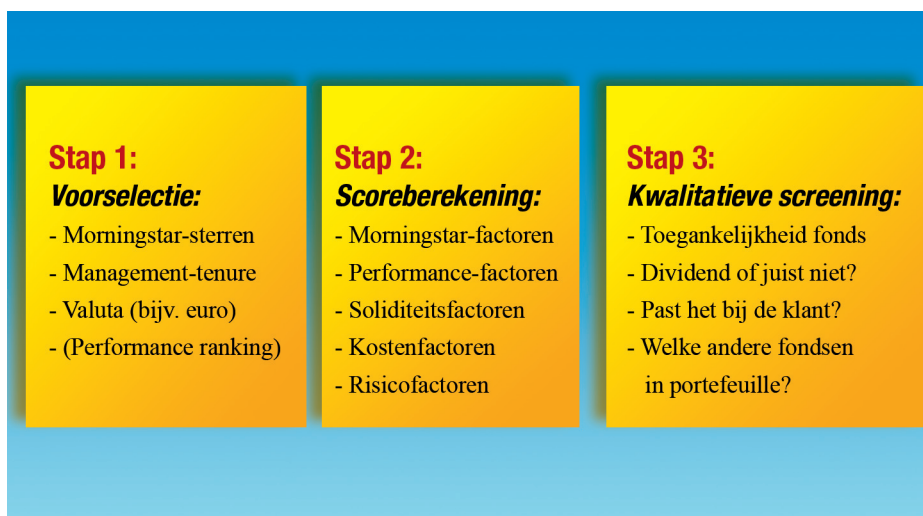 Stap 1:
Voorselectie:
- Morningstar-sterren
- Management-tenure
- Valuta (bijv. euro)
- (Performance ranking)
Stap 2:
Scoreberekening:
- Morningstar-factoren
- Performance-factoren
- Soliditeitsfactoren
- Kostenfactoren
- Risicofactoren
Stap 3:
Kwalitatieve screening:
- Toegankelijkheid fonds
- Dividend of juist niet?
- Past het bij de klant?
- Welke andere fondsen
in portefeuille?